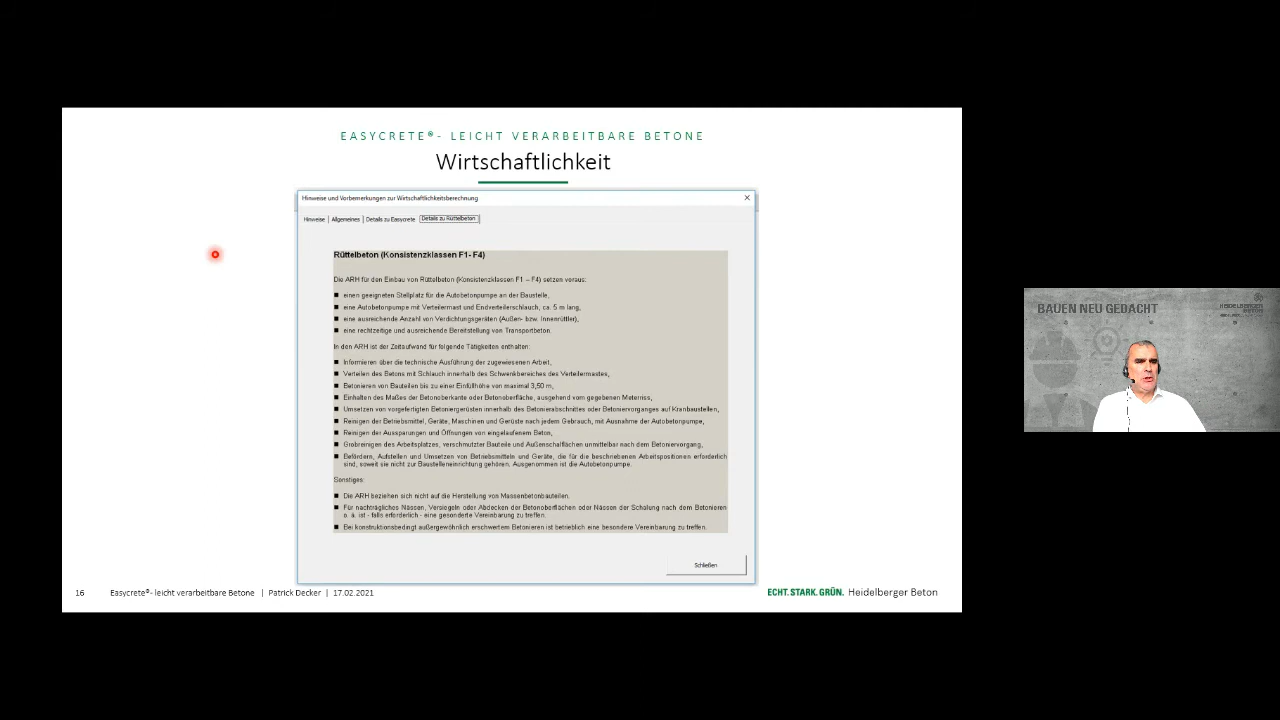 EASYCRETE®- LEICHT VERARBEITBARE BETONE
Wirtschaftlichkeit
Hinweise und Vorbemerkungen zur Wirtschaftlichkeitsberechnung
Hinweise Allgemeines Details zu Easycrete Details zu Rüttelbeton
Rüttelbeton (Konsistenzklassen F1- F4)
Die ARH für den Einbau von Rüttelbeton (Konsistenzklassen F1 – F4) setzen voraus:
■ einen geeigneten Stellplatz für die Autobetonpumpe an der Baustelle,
■ eine Autobetonpumpe mit Verteilermast und Endverteilerschlauch, ca. 5 m lang,
■ eine ausreichende Anzahl von Verdichtungsgeräten (Außen- bzw. Innenrüttler),
■ eine rechtzeitige und ausreichende Bereitstellung von Transportbeton.
In den ARH ist der Zeitaufwand für folgende Tätigkeiten enthalten:
■ Informieren über die technische Ausführung der zugewiesenen Arbeit,
■ Verteilen des Betons mit Schlauch innerhalb des Schwenkbereiches des Verteilermastes,
■ Betonieren von Bauteilen bis zu einer Einfüllhöhe von maximal 3,50 m,
■ Einhalten des Maßes der Betonoberkante oder Betonoberfläche, ausgehend vom gegebenen Meterriss,
■ Umsetzen von vorgefertigten Betoniergerüsten innerhalb des Betonierabschnittes oder Betoniervorganges auf Kranbaustellen,
■ Reinigen der Betriebsmittel, Geräte, Maschinen und Gerüste nach jedem Gebrauch, mit Ausnahme der Autobetonpumpe,
■ Reinigen der Aussparungen und Öffnungen von eingelaufenem Beton,
■ Grobreinigen des Arbeitsplatzes, verschmutzter Bauteile und Außenschalflächen unmittelbar nach dem Betoniervorgang,
■ Befördern, Aufstellen und Umsetzen von Betriebsmitteln und Geräte, die für die beschriebenen Arbeitspositionen erforderlich
sind, soweit sie nicht zur Baustelleneinrichtung gehören. Ausgenommen ist die Autobetonpumpe.
Sonstiges:
■ Die ARH beziehen sich nicht auf die Herstellung von Massenbetonbauteilen.
■ Für nachträgliches Nässen, Versiegeln oder Abdecken der Betonoberflächen oder Nässen der Schalung nach dem Betonieren
o. ä. ist - falls erforderlich - eine gesonderte Vereinbarung zu treffen.
■ Bei konstruktionsbedingt außergewöhnlich erschwertem Betonieren ist betrieblich eine besondere Vereinbarung zu treffen.
Schließen
16 Easycrete®- leicht verarbeitbare Betone | Patrick Decker | 17.02.2021
ECHT. STARK. GRÜN. Heidelberger Beton
BAUEN NEU GEDACHT
HEIDELBERGER
BETON